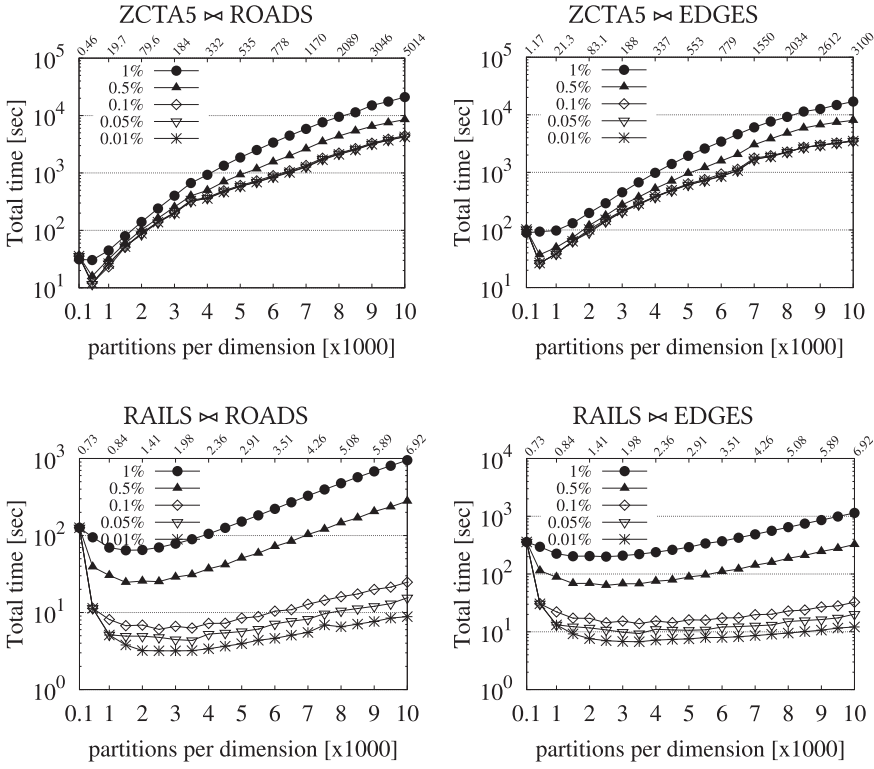 ZCTA5 ⋈ ROADS
0.46 19.7 79.6 184 332 535 778 1170 2089 3046 5014
10^5
10^4
10^3
10^2
10^1
Total time [sec]
1%
0.5%
0.1%
0.05%
0.01%
0.1 1 2 3 4 5 6 7 8 9 10
partitions per dimension [x1000]
ZCTA5 ⋈ EDGES
1.17 21.3 83.1 188 337 553 779 1550 2034 2612 3100
10^5
10^4
10^3
10^2
10^1
Total time [sec]
1%
0.5%
0.1%
0.05%
0.01%
0.1 1 2 3 4 5 6 7 8 9 10
partitions per dimension [x1000]
RAILS ⋈ ROADS
0.73 0.84 1.41 1.98 2.36 2.91 3.51 4.26 5.08 5.89 6.92
10^3
10^2
10^1
10^0
Total time [sec]
1%
0.5%
0.1%
0.05%
0.01%
0.1 1 2 3 4 5 6 7 8 9 10
partitions per dimension [x1000]
RAILS ⋈ EDGES
0.73 0.84 1.41 1.98 2.36 2.91 3.51 4.26 5.08 5.89 6.92
10^4
10^3
10^2
10^1
10^0
Total time [sec]
1%
0.5%
0.1%
0.05%
0.01%
0.1 1 2 3 4 5 6 7 8 9 10
partitions per dimension [x1000]